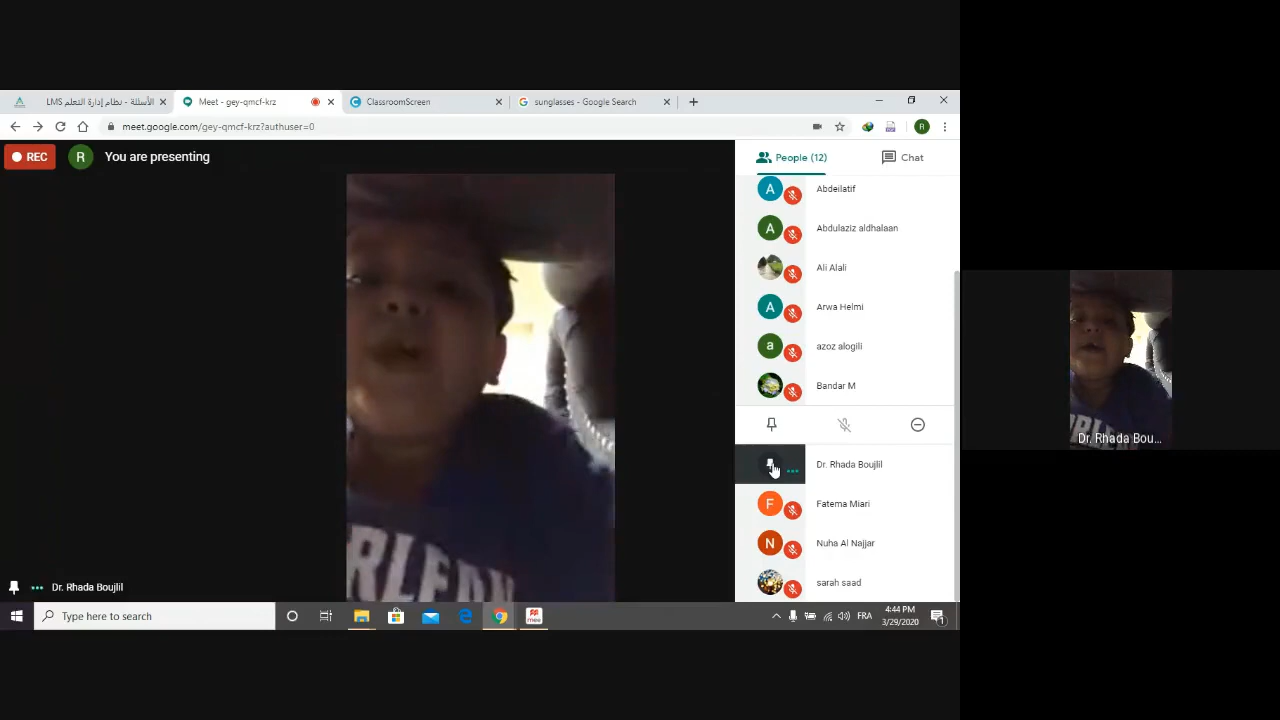 الأسئلة - نظام إدارة التعلم LMS
Meet - gey-qmcf-krz
ClassroomScreen
sunglasses - Google Search
meet.google.com/gey-qmcf-krz?authuser=0
R
REC
R
You are presenting
People (12)
Chat
A
Abdeilatif
A
Abdulaziz aldhalaan
Ali Alali
A
Arwa Helmi
a
azoz alogili
Bandar M
Dr. Rhada Boujlil
F
Fatema Miari
N
Nuha Al Najjar
sarah saad
Dr. Rhada Boujlil
Dr. Rhada Bou...
Type here to search
FRA
4:44 PM
3/29/2020
1